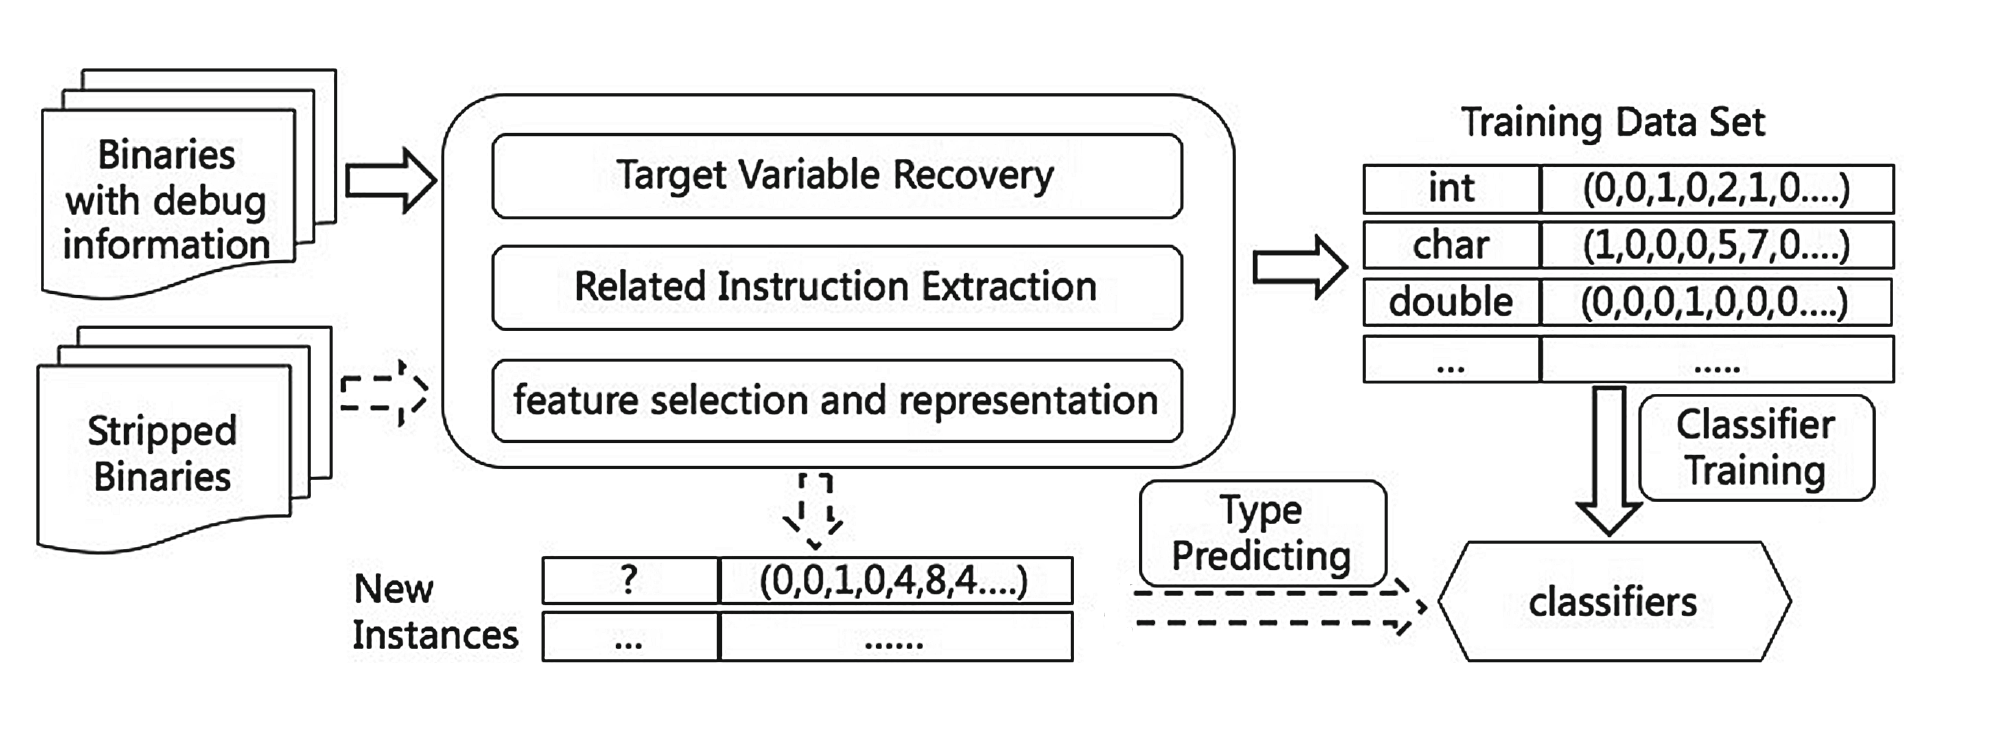 Binaries
with debug
information
Stripped
Binaries
Target Variable Recovery
Related Instruction Extraction
feature selection and representation
Training Data Set
int (0,0,1,0,2,1,0....)
char (1,0,0,0,5,7,0....)
double (0,0,0,1,0,0,0....)
... .....
Classifier
Training
Type
Predicting
classifiers
New
Instances
? (0,0,1,0,4,8,4....)
... ......